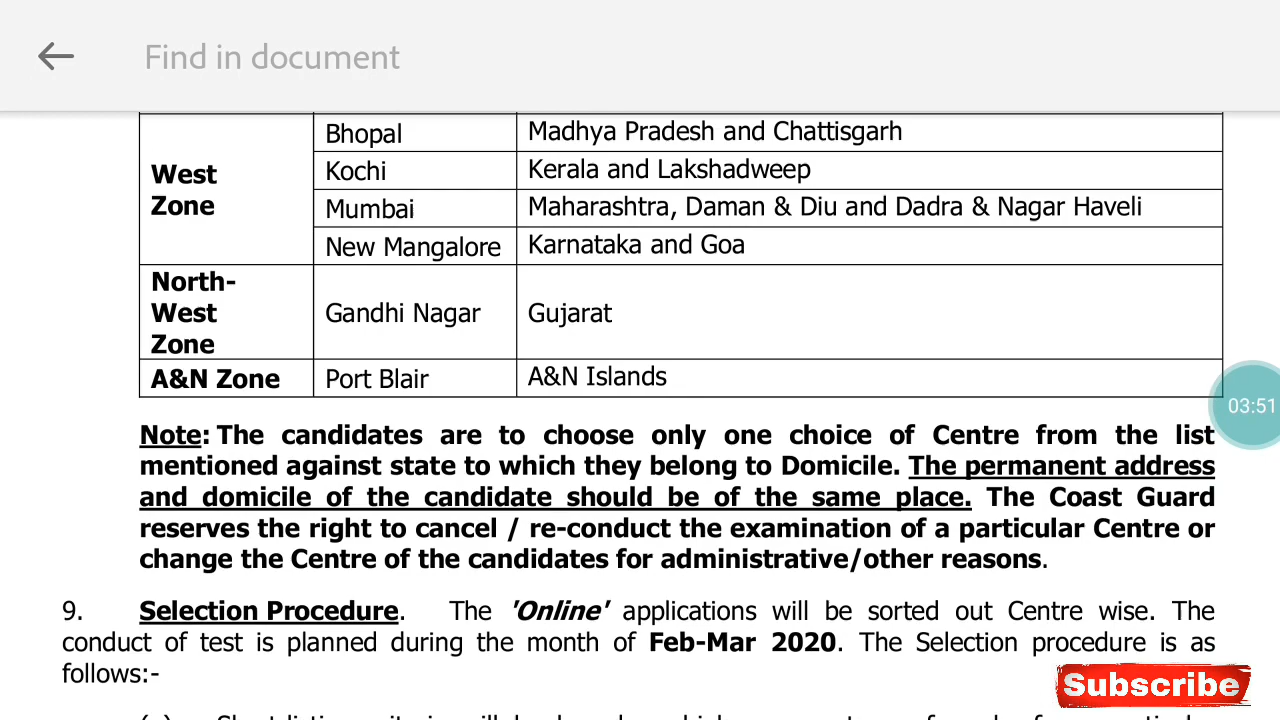 Find in document
Bhopal Madhya Pradesh and Chattisgarh
West Zone Kochi Kerala and Lakshadweep
Mumbai Maharashtra, Daman & Diu and Dadra & Nagar Haveli
New Mangalore Karnataka and Goa
North-West Zone Gandhi Nagar Gujarat
A&N Zone Port Blair A&N Islands
03:51
Note: The candidates are to choose only one choice of Centre from the list
mentioned against state to which they belong to Domicile. The permanent address
and domicile of the candidate should be of the same place. The Coast Guard
reserves the right to cancel / re-conduct the examination of a particular Centre or
change the Centre of the candidates for administrative/other reasons.
9. Selection Procedure. The 'Online' applications will be sorted out Centre wise. The
conduct of test is planned during the month of Feb-Mar 2020. The Selection procedure is as
follows:-
Subscribe